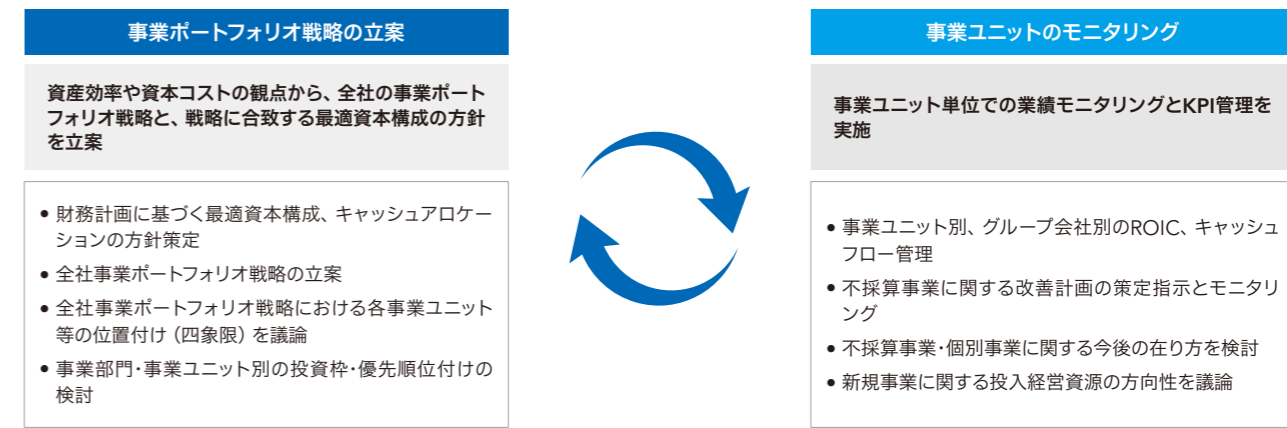 事業ポートフォリオ戦略の立案
資産効率や資本コストの観点から、全社の事業ポート
フォリオ戦略と、戦略に合致する最適資本構成の方針
を立案
• 財務計画に基づく最適資本構成、キャッシュアロケー
ションの方針策定
• 全社事業ポートフォリオ戦略の立案
• 全社事業ポートフォリオ戦略における各事業ユニット
等の位置付け（四象限）を議論
• 事業部門・事業ユニット別の投資枠・優先順位付けの
検討
事業ユニットのモニタリング
事業ユニット単位での業績モニタリングとKPI管理を
実施
• 事業ユニット別、グループ会社別のROIC、キャッシュ
フロー管理
• 不採算事業に関する改善計画の策定指示とモニタリ
ング
• 不採算事業・個別事業に関する今後の在り方を検討
• 新規事業に関する投入経営資源の方向性を議論